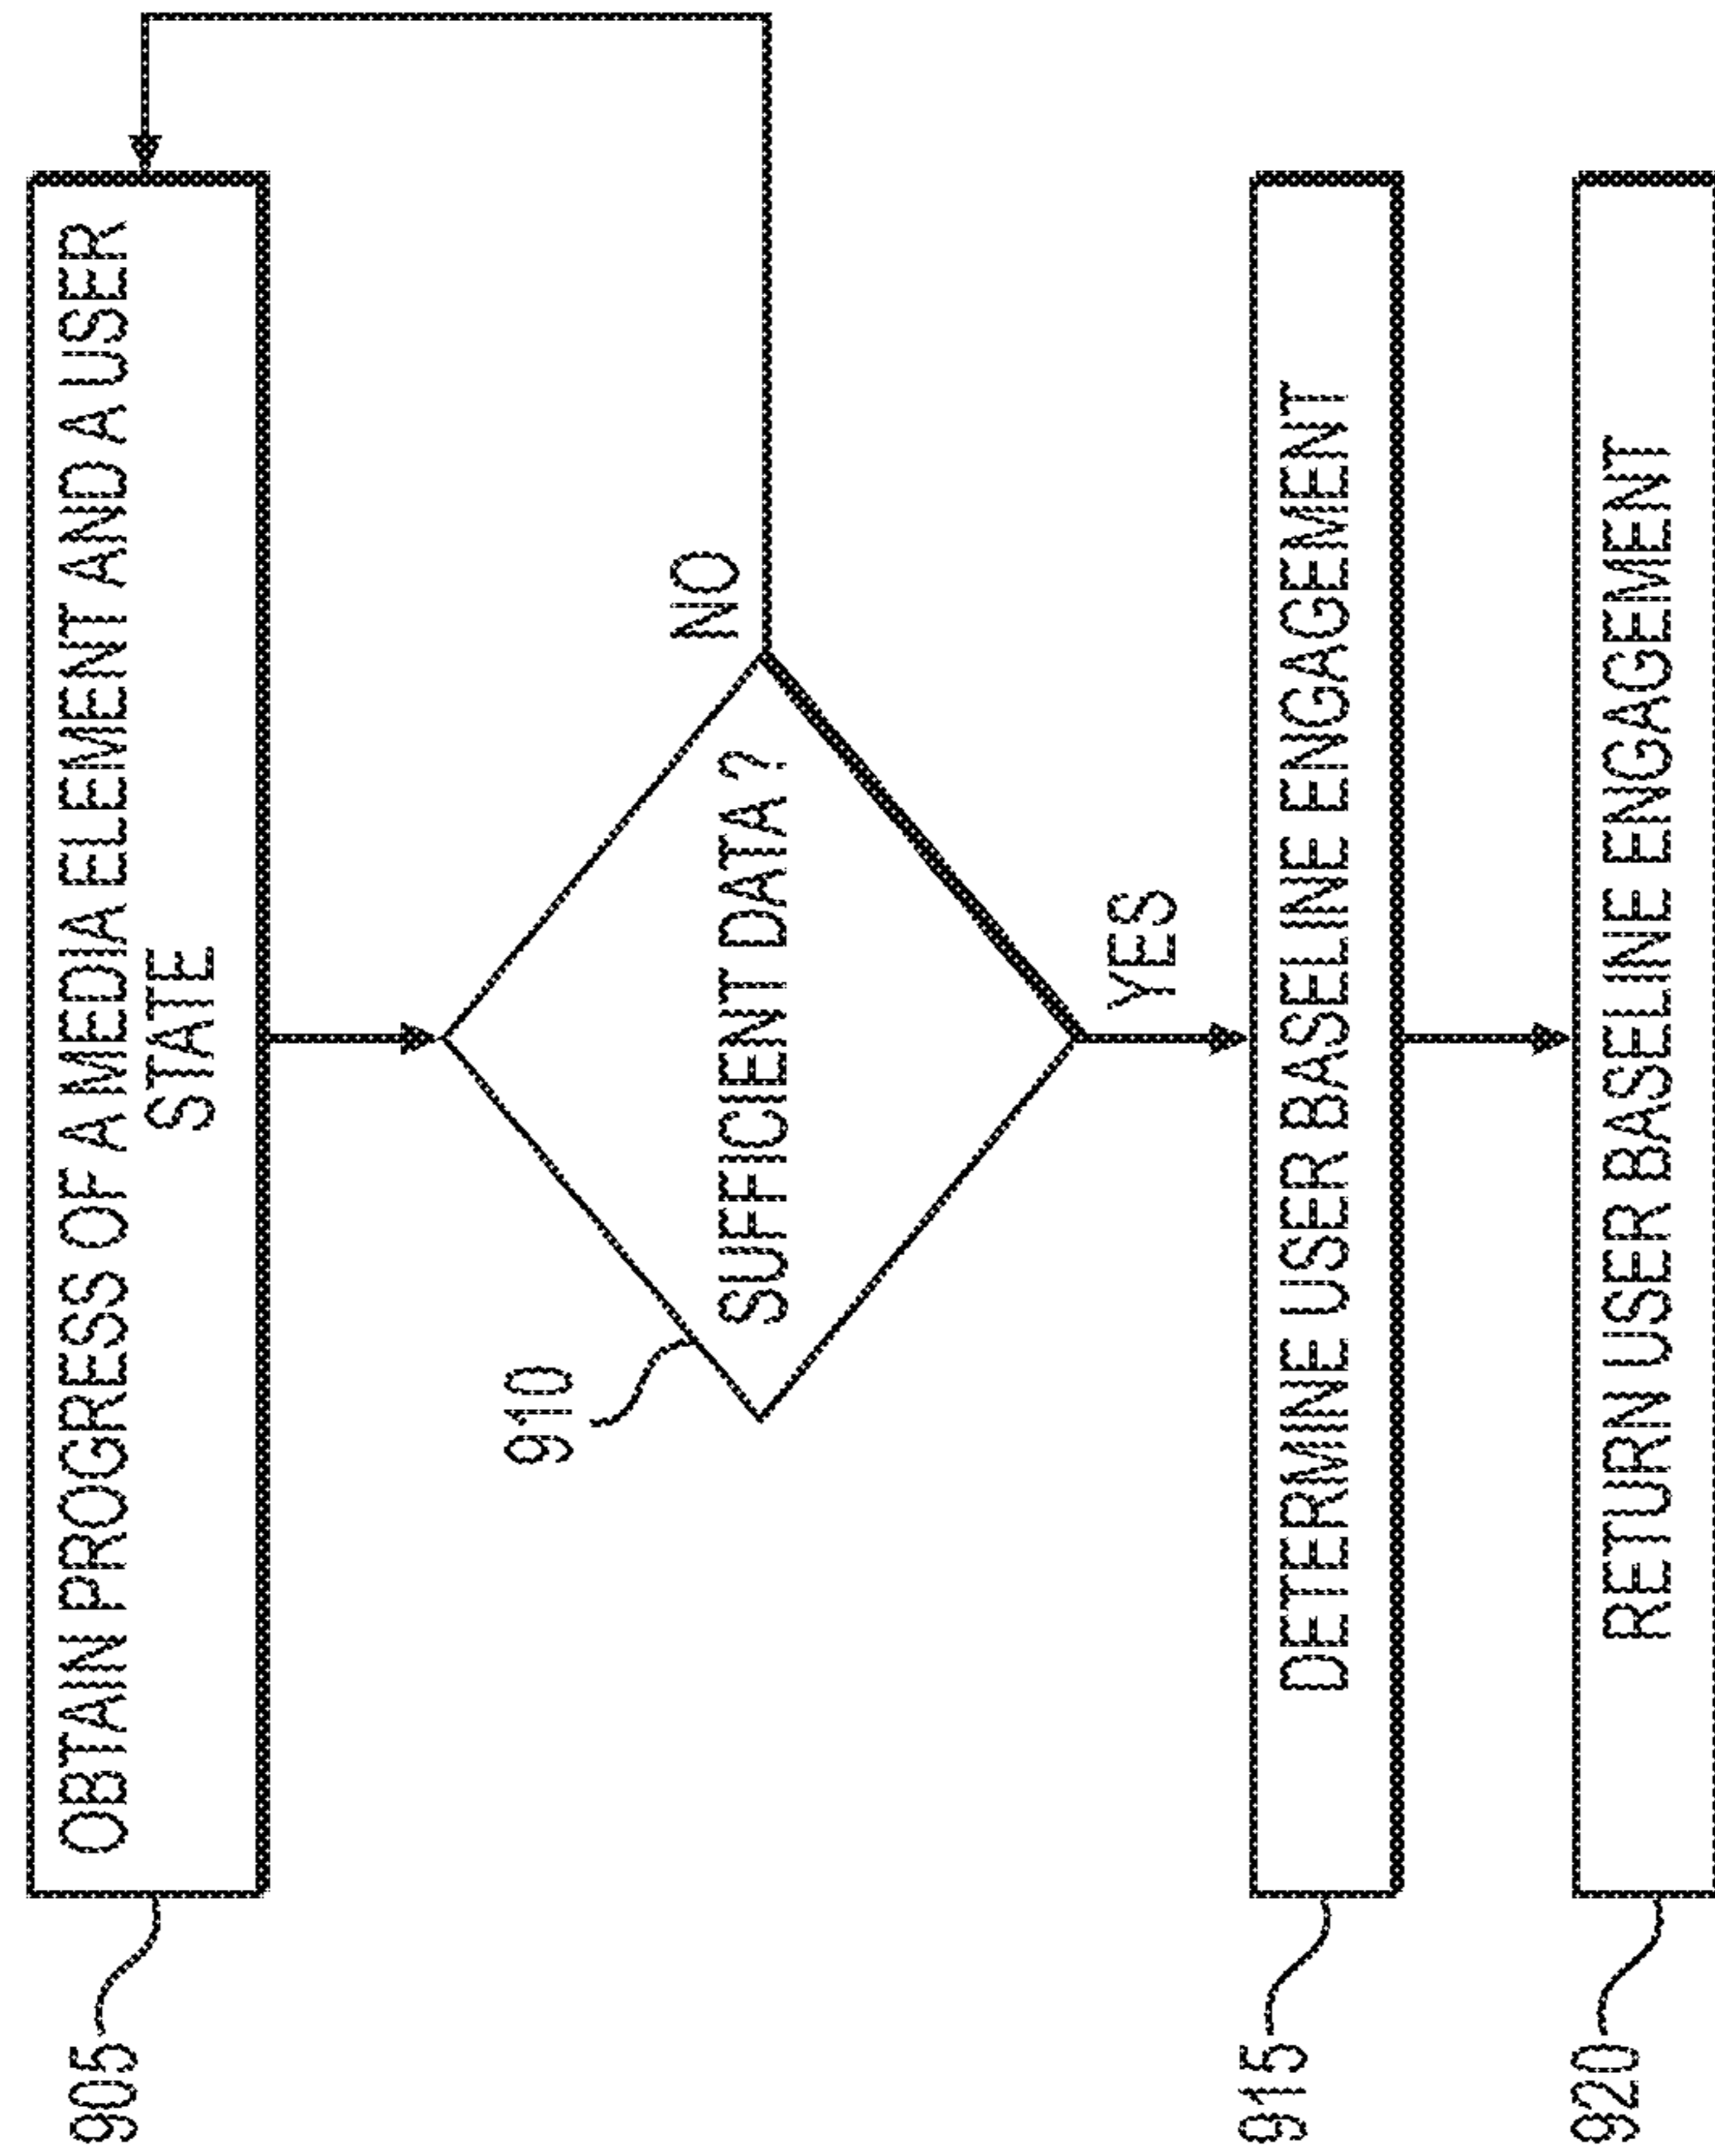 905
OBTAIN PROGRESS OF A MEDIA ELEMENT AND A USER
STATE
910
SUFFICIENT DATA?
NO
YES
915
DETERMINE USER BASELINE ENGAGEMENT
920
RETURN USER BASELINE ENGAGEMENT